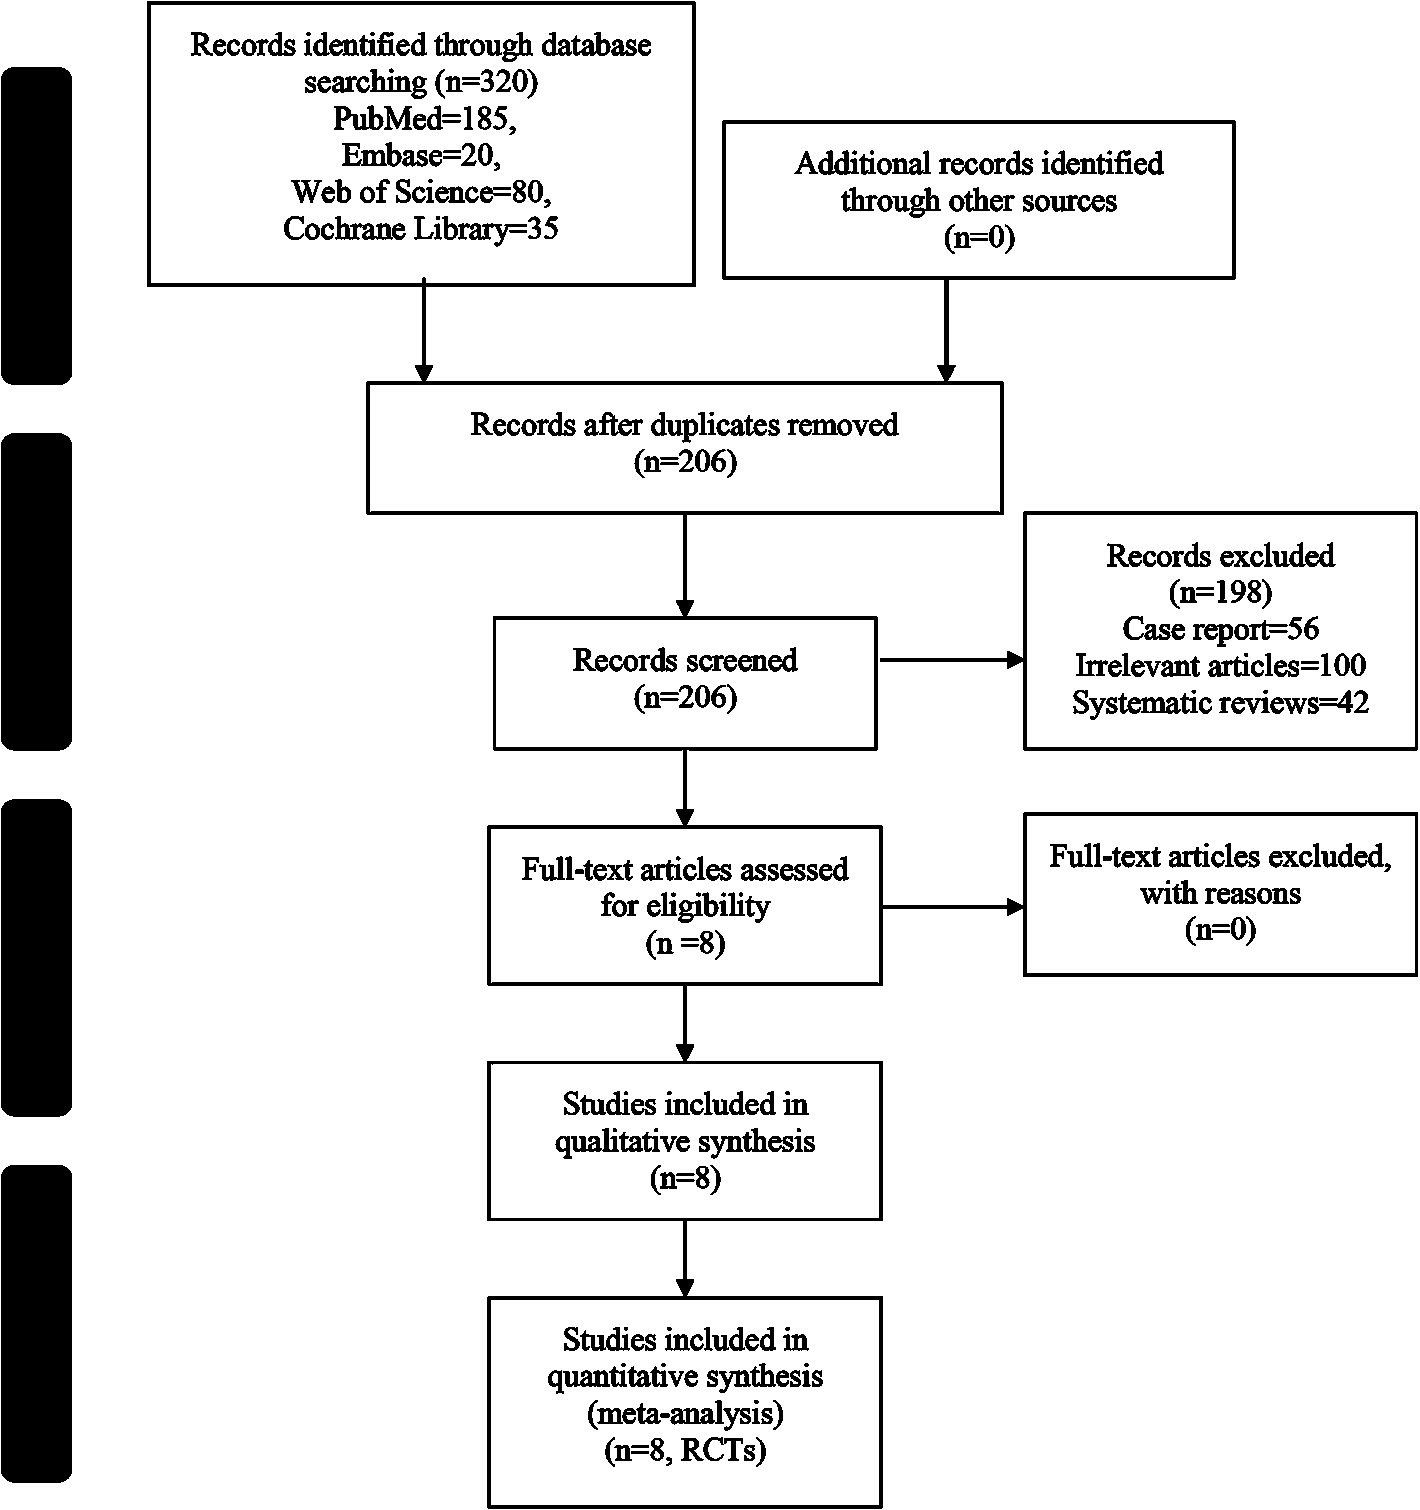 Records identified through database
searching (n=320)
PubMed=185,
Embase=20,
Web of Science=80,
Cochrane Library=35
Additional records identified
through other sources
(n=0)
Records after duplicates removed
(n=206)
Records screened
(n=206)
Records excluded
(n=198)
Case report=56
Irrelevant articles=100
Systematic reviews=42
Full-text articles assessed
for eligibility
(n =8)
Full-text articles excluded,
with reasons
(n=0)
Studies included in
qualitative synthesis
(n=8)
Studies included in
quantitative synthesis
(meta-analysis)
(n=8, RCTs)